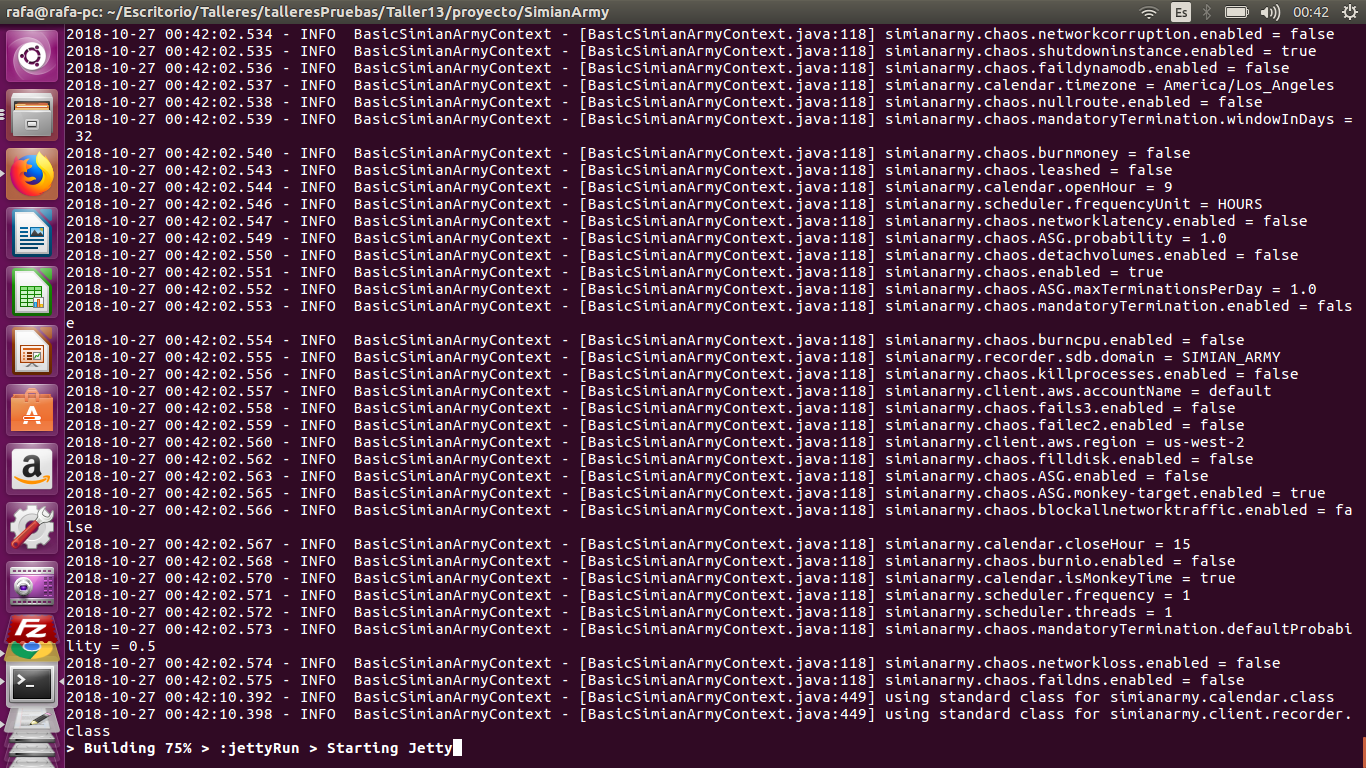 rafa@rafa-pc: ~/Escritorio/Talleres/talleresPruebas/Taller13/proyecto/SimianArmy
Es
00:42
2018-10-27 00:42:02.534 - INFO  BasicSimianArmyContext - [BasicSimianArmyContext.java:118] simianarmy.chaos.networkcorruption.enabled = false
2018-10-27 00:42:02.535 - INFO  BasicSimianArmyContext - [BasicSimianArmyContext.java:118] simianarmy.chaos.shutdowninstance.enabled = true
2018-10-27 00:42:02.536 - INFO  BasicSimianArmyContext - [BasicSimianArmyContext.java:118] simianarmy.chaos.faildynamodb.enabled = false
2018-10-27 00:42:02.537 - INFO  BasicSimianArmyContext - [BasicSimianArmyContext.java:118] simianarmy.calendar.timezone = America/Los_Angeles
2018-10-27 00:42:02.538 - INFO  BasicSimianArmyContext - [BasicSimianArmyContext.java:118] simianarmy.chaos.nullroute.enabled = false
2018-10-27 00:42:02.539 - INFO  BasicSimianArmyContext - [BasicSimianArmyContext.java:118] simianarmy.chaos.mandatoryTermination.windowInDays =
 32
2018-10-27 00:42:02.540 - INFO  BasicSimianArmyContext - [BasicSimianArmyContext.java:118] simianarmy.chaos.burnmoney = false
2018-10-27 00:42:02.543 - INFO  BasicSimianArmyContext - [BasicSimianArmyContext.java:118] simianarmy.chaos.leashed = false
2018-10-27 00:42:02.544 - INFO  BasicSimianArmyContext - [BasicSimianArmyContext.java:118] simianarmy.calendar.openHour = 9
2018-10-27 00:42:02.546 - INFO  BasicSimianArmyContext - [BasicSimianArmyContext.java:118] simianarmy.scheduler.frequencyUnit = HOURS
2018-10-27 00:42:02.547 - INFO  BasicSimianArmyContext - [BasicSimianArmyContext.java:118] simianarmy.chaos.networklatency.enabled = false
2018-10-27 00:42:02.549 - INFO  BasicSimianArmyContext - [BasicSimianArmyContext.java:118] simianarmy.chaos.ASG.probability = 1.0
2018-10-27 00:42:02.550 - INFO  BasicSimianArmyContext - [BasicSimianArmyContext.java:118] simianarmy.chaos.detachvolumes.enabled = false
2018-10-27 00:42:02.551 - INFO  BasicSimianArmyContext - [BasicSimianArmyContext.java:118] simianarmy.chaos.enabled = true
2018-10-27 00:42:02.552 - INFO  BasicSimianArmyContext - [BasicSimianArmyContext.java:118] simianarmy.chaos.ASG.maxTerminationsPerDay = 1.0
2018-10-27 00:42:02.553 - INFO  BasicSimianArmyContext - [BasicSimianArmyContext.java:118] simianarmy.chaos.mandatoryTermination.enabled = fals
e
2018-10-27 00:42:02.554 - INFO  BasicSimianArmyContext - [BasicSimianArmyContext.java:118] simianarmy.chaos.burncpu.enabled = false
2018-10-27 00:42:02.555 - INFO  BasicSimianArmyContext - [BasicSimianArmyContext.java:118] simianarmy.recorder.sdb.domain = SIMIAN_ARMY
2018-10-27 00:42:02.556 - INFO  BasicSimianArmyContext - [BasicSimianArmyContext.java:118] simianarmy.chaos.killprocesses.enabled = false
2018-10-27 00:42:02.557 - INFO  BasicSimianArmyContext - [BasicSimianArmyContext.java:118] simianarmy.client.aws.accountName = default
2018-10-27 00:42:02.558 - INFO  BasicSimianArmyContext - [BasicSimianArmyContext.java:118] simianarmy.chaos.fails3.enabled = false
2018-10-27 00:42:02.559 - INFO  BasicSimianArmyContext - [BasicSimianArmyContext.java:118] simianarmy.chaos.failec2.enabled = false
2018-10-27 00:42:02.560 - INFO  BasicSimianArmyContext - [BasicSimianArmyContext.java:118] simianarmy.client.aws.region = us-west-2
2018-10-27 00:42:02.562 - INFO  BasicSimianArmyContext - [BasicSimianArmyContext.java:118] simianarmy.chaos.filldisk.enabled = false
2018-10-27 00:42:02.563 - INFO  BasicSimianArmyContext - [BasicSimianArmyContext.java:118] simianarmy.chaos.ASG.enabled = false
2018-10-27 00:42:02.565 - INFO  BasicSimianArmyContext - [BasicSimianArmyContext.java:118] simianarmy.chaos.ASG.monkey-target.enabled = true
2018-10-27 00:42:02.566 - INFO  BasicSimianArmyContext - [BasicSimianArmyContext.java:118] simianarmy.chaos.blockallnetworktraffic.enabled = fa
lse
2018-10-27 00:42:02.567 - INFO  BasicSimianArmyContext - [BasicSimianArmyContext.java:118] simianarmy.calendar.closeHour = 15
2018-10-27 00:42:02.568 - INFO  BasicSimianArmyContext - [BasicSimianArmyContext.java:118] simianarmy.chaos.burnio.enabled = false
2018-10-27 00:42:02.570 - INFO  BasicSimianArmyContext - [BasicSimianArmyContext.java:118] simianarmy.calendar.isMonkeyTime = true
2018-10-27 00:42:02.571 - INFO  BasicSimianArmyContext - [BasicSimianArmyContext.java:118] simianarmy.scheduler.frequency = 1
2018-10-27 00:42:02.572 - INFO  BasicSimianArmyContext - [BasicSimianArmyContext.java:118] simianarmy.scheduler.threads = 1
2018-10-27 00:42:02.573 - INFO  BasicSimianArmyContext - [BasicSimianArmyContext.java:118] simianarmy.chaos.mandatoryTermination.defaultProbabi
lity = 0.5
2018-10-27 00:42:02.574 - INFO  BasicSimianArmyContext - [BasicSimianArmyContext.java:118] simianarmy.chaos.networkloss.enabled = false
2018-10-27 00:42:02.575 - INFO  BasicSimianArmyContext - [BasicSimianArmyContext.java:118] simianarmy.chaos.faildns.enabled = false
2018-10-27 00:42:10.392 - INFO  BasicSimianArmyContext - [BasicSimianArmyContext.java:449] using standard class for simianarmy.calendar.class
2018-10-27 00:42:10.398 - INFO  BasicSimianArmyContext - [BasicSimianArmyContext.java:449] using standard class for simianarmy.client.recorder.
class
> Building 75% > :jettyRun > Starting Jetty